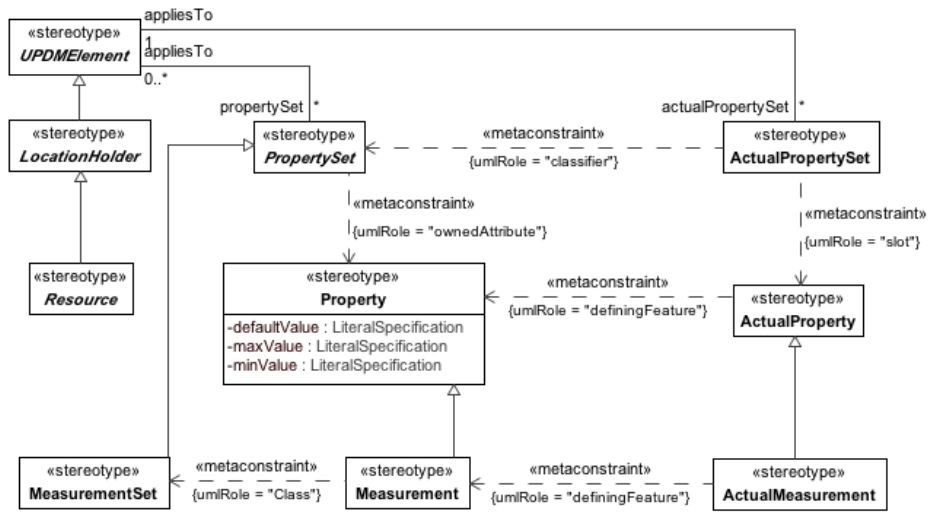 appliesTo
«stereotype»
UPDMElement
1
appliesTo
0..*
propertySet
*
actualPropertySet
*
«stereotype»
LocationHolder
«stereotype»
PropertySet
«metaconstraint»
{umlRole = "classifier"}
«stereotype»
ActualPropertySet
«metaconstraint»
{umlRole = "ownedAttribute"}
«metaconstraint»
{umlRole = "slot"}
«stereotype»
Resource
«stereotype»
Property
-defaultValue : LiteralSpecification
-maxValue : LiteralSpecification
-minValue : LiteralSpecification
«metaconstraint»
{umlRole = "definingFeature"}
«stereotype»
ActualProperty
«stereotype»
MeasurementSet
«metaconstraint»
{umlRole = "Class"}
«stereotype»
Measurement
«metaconstraint»
{umlRole = "definingFeature"}
«stereotype»
ActualMeasurement